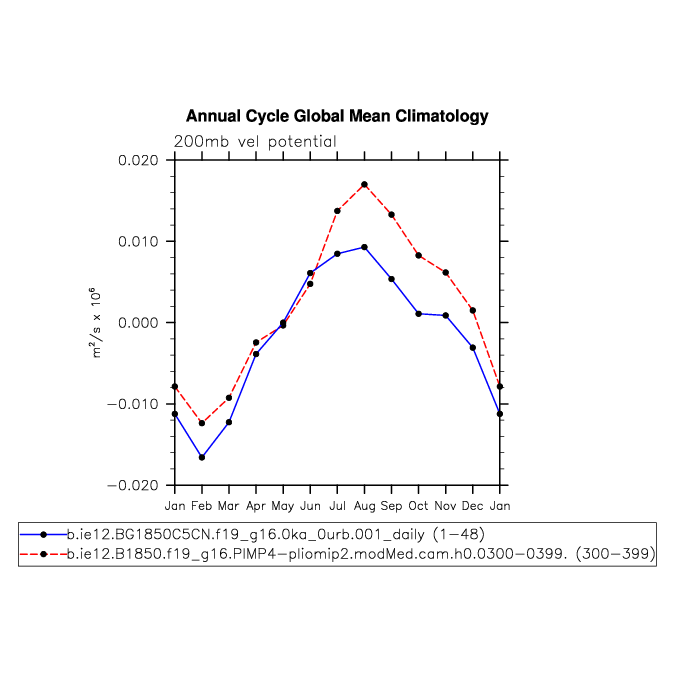 Annual Cycle Global Mean Climatology
200mb vel potential
0.020
0.010
0.000
−0.010
−0.020
m²/s x 10⁶
Jan Feb Mar Apr May Jun Jul Aug Sep Oct Nov Dec Jan
b.ie12.BG1850C5CN.f19_g16.0ka_0urb.001_daily (1−48)
b.ie12.B1850.f19_g16.PIMP4−pliomip2.modMed.cam.h0.0300−0399. (300−399)